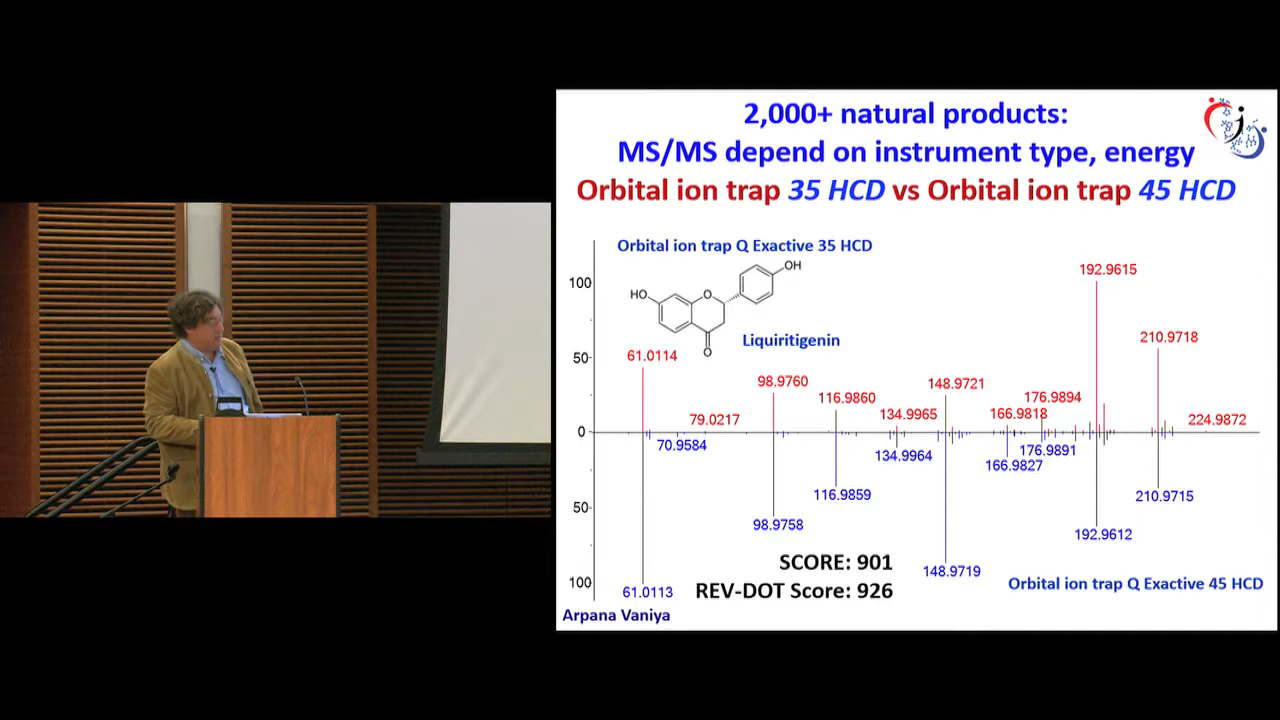 2,000+ natural products:
MS/MS depend on instrument type, energy
Orbital ion trap 35 HCD vs Orbital ion trap 45 HCD
Orbital ion trap Q Exactive 35 HCD
OH
HO
O
O
Liquiritigenin
100
50
0
50
100
61.0114
79.0217
98.9760
116.9860
134.9965
148.9721
166.9818
176.9894
192.9615
210.9718
224.9872
70.9584
134.9964
176.9891
166.9827
116.9859
210.9715
98.9758
192.9612
148.9719
61.0113
SCORE: 901
REV-DOT Score: 926
Orbital ion trap Q Exactive 45 HCD
Arpana Vaniya